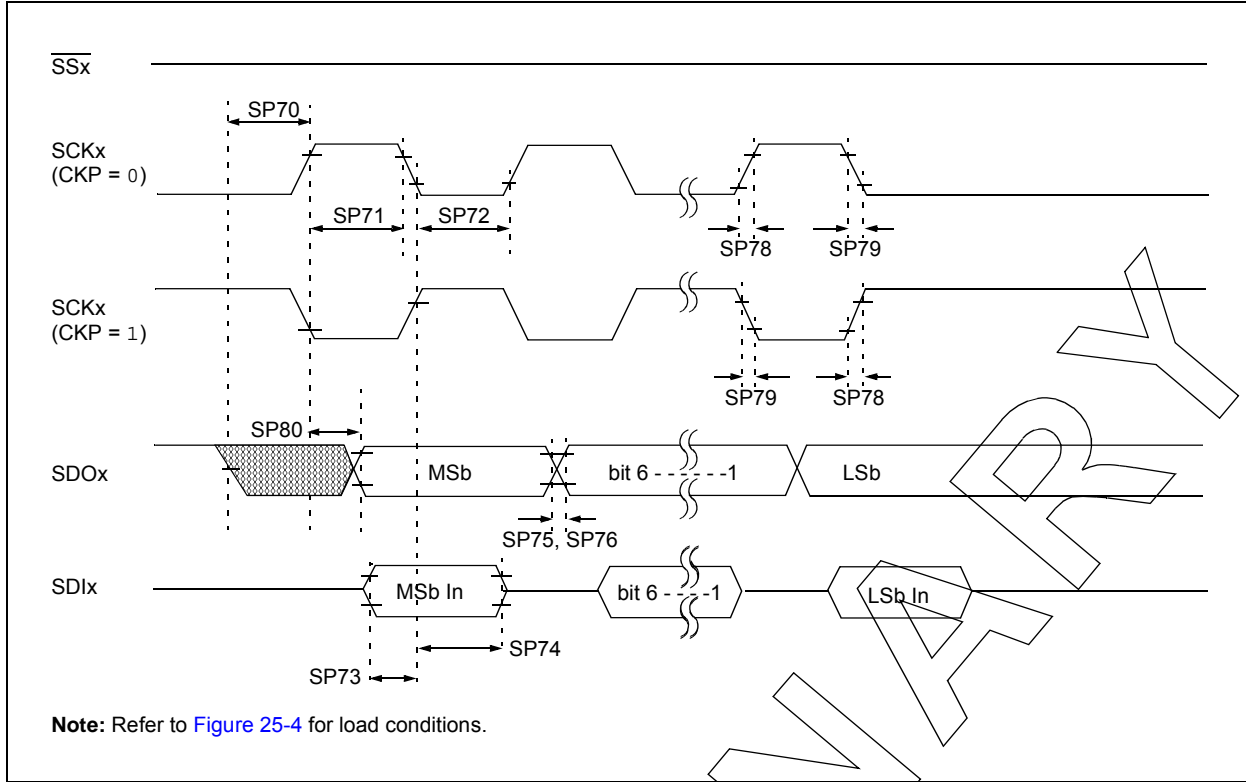 SSx
SP70
SCKx
(CKP = 0)
SP71
SP72
SP78
SP79
SCKx
(CKP = 1)
SP79
SP78
SP80
SDOx
MSb
bit 6 - - - - - -1
LSb
SP75, SP76
SDIx
MSb In
bit 6 - - - -1
LSb In
SP74
SP73
Note: Refer to Figure 25-4 for load conditions.
V A R Y